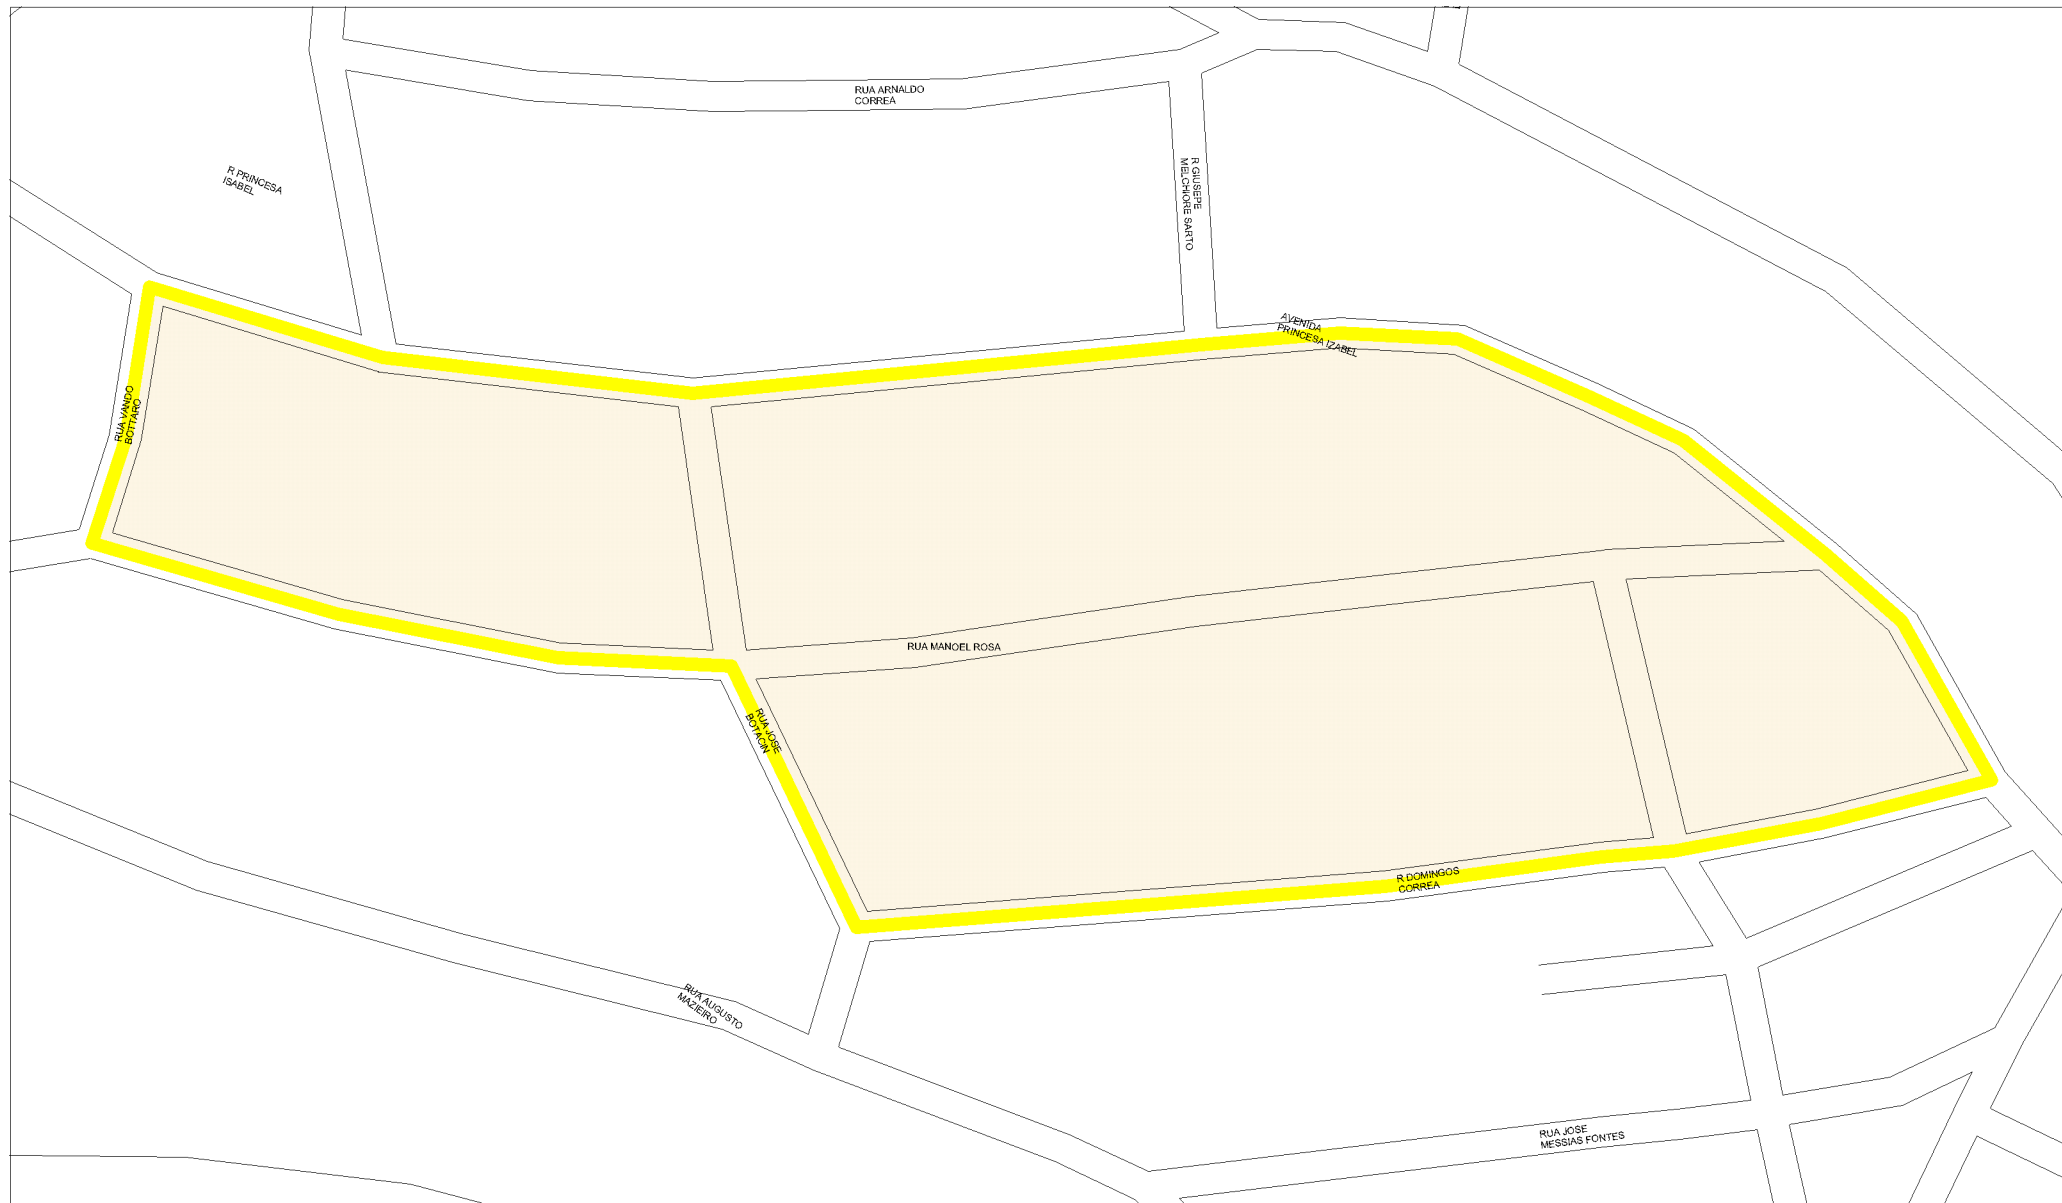 RUA ARNALDO
CORREA
R PRINCESA
ISABEL
R GIUSEPE
MELCHIORE SARTO
AVENIDA
PRINCESA IZABEL
RUA VANDO
BOTTARO
RUA MANOEL ROSA
RUA JOSE
BOTACIN
R DOMINGOS
CORREA
RUA AUGUSTO
MAZIEIRO
RUA JOSE
MESSIAS FONTES